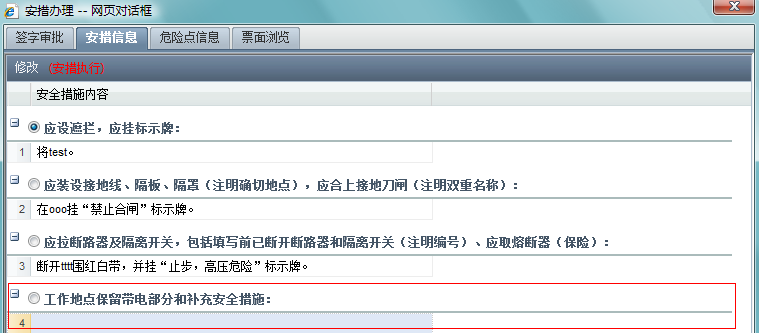 安措办理 -- 网页对话框
签字审批 安措信息 危险点信息 票面浏览
修改 (安措执行)
安全措施内容
应设遮拦，应挂标示牌：
1 将test。
应装设接地线、隔板、隔罩（注明确切地点），应合上接地刀闸（注明双重名称）：
2 在ooo挂“禁止合闸”标示牌。
应拉断路器及隔离开关，包括填写前已断开断路器和隔离开关（注明编号）、应取熔断器（保险）：
3 断开tttt围红白带，并挂“止步，高压危险”标示牌。
工作地点保留带电部分和补充安全措施：
4